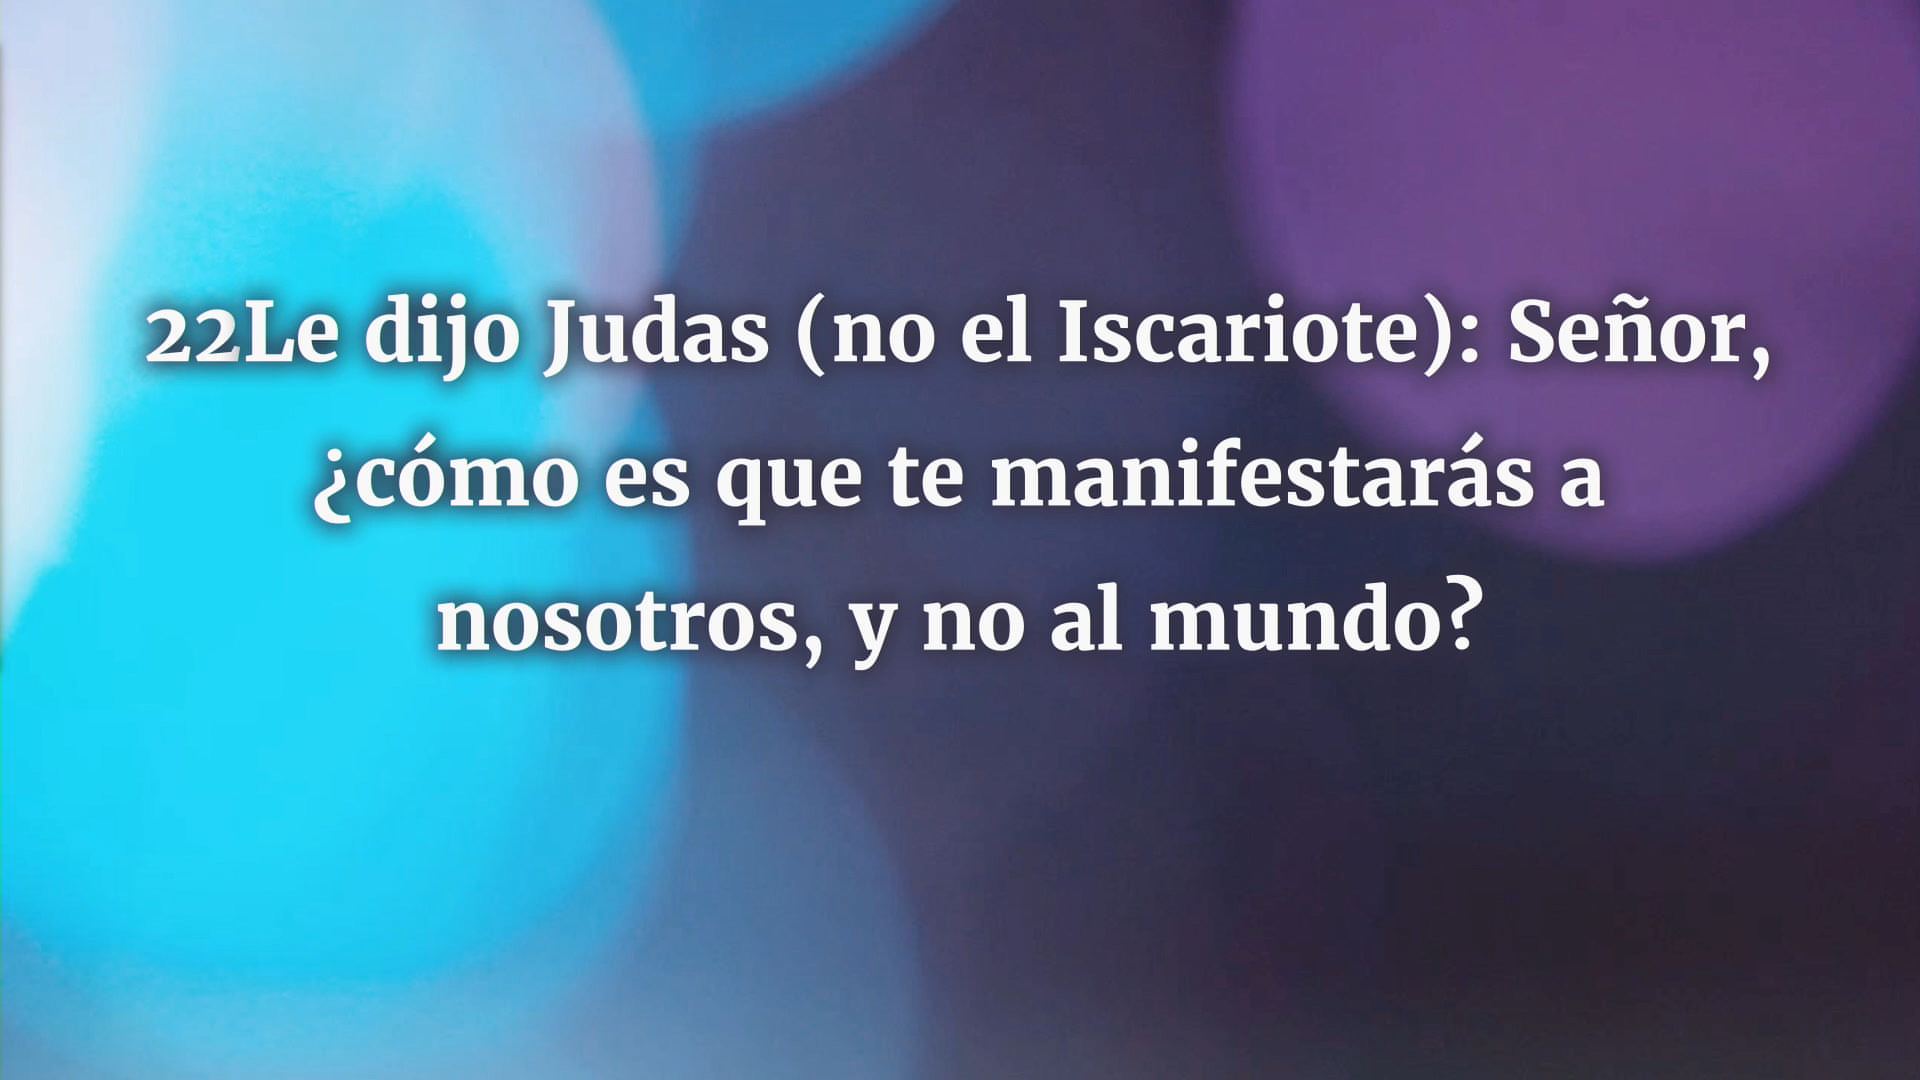 22Le dijo Judas (no el Iscariote): Señor,
¿cómo es que te manifestarás a
nosotros, y no al mundo?